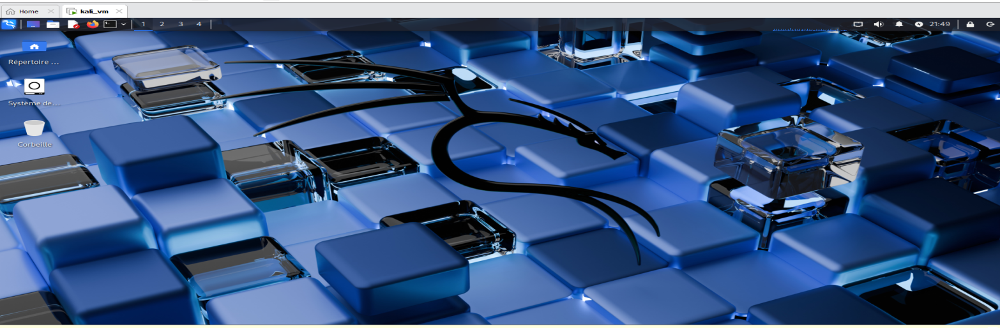 Home
kali_vm
1 2 3 4
21:49
Répertoire ...
Système de...
Corbeille